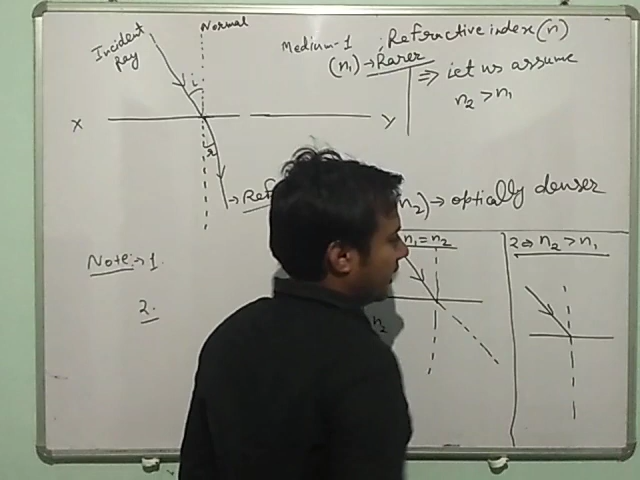 Normal
Incident Ray
i
r
X
Y
Medium-1 : Refractive index (n)
(n1) → Rarer
⇒ let us assume
n2 > n1
→ Ref
n2) → optically denser
Note:→ 1.
2.
n1 = n2
n2
2 ⇒ n2 > n1